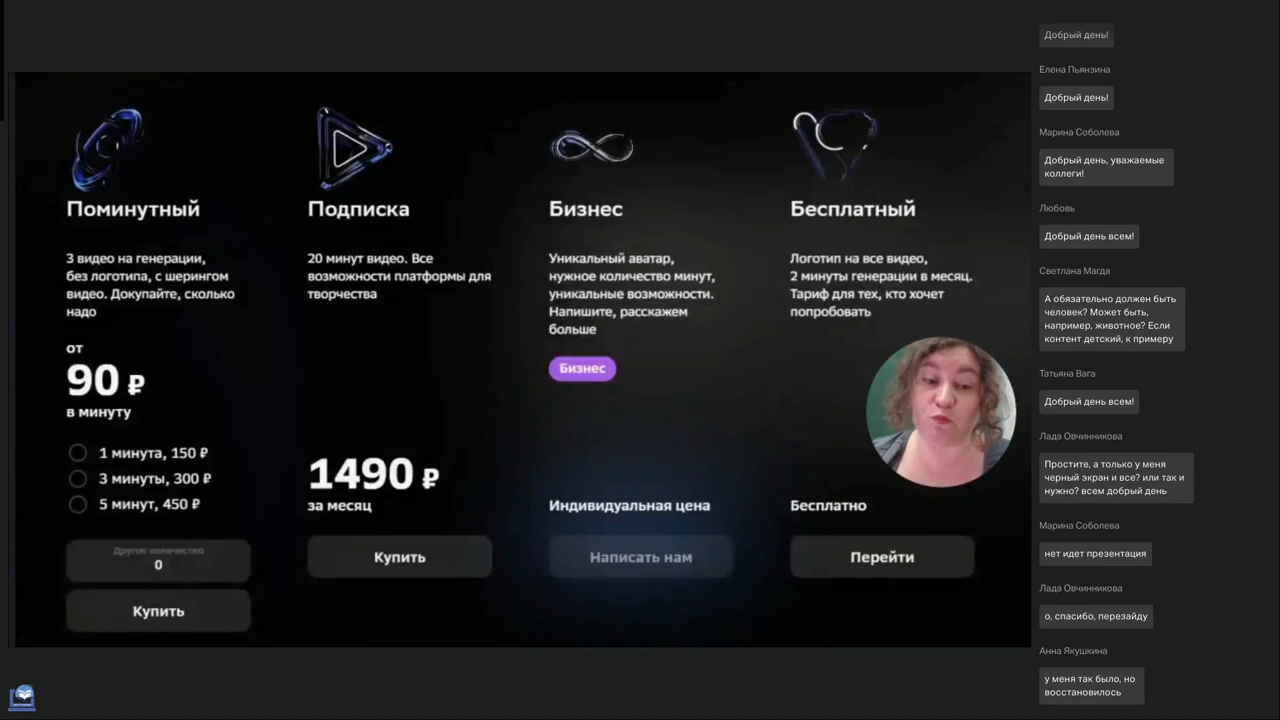 Поминутный
3 видео на генерации,
без логотипа, с шерингом
видео. Докупайте, сколько
надо
от
90 ₽
в минуту
1 минута, 150 ₽
3 минуты, 300 ₽
5 минут, 450 ₽
Другое количество
0
Купить
Подписка
20 минут видео. Все
возможности платформы для
творчества
1490 ₽
за месяц
Купить
Бизнес
Уникальный аватар,
нужное количество минут,
уникальные возможности.
Напишите, расскажем
больше
Бизнес
Индивидуальная цена
Написать нам
Бесплатный
Логотип на все видео,
2 минуты генерации в месяц.
Тариф для тех, кто хочет
попробовать
Бесплатно
Перейти
Добрый день!
Елена Пьянзина
Добрый день!
Марина Соболева
Добрый день, уважаемые
коллеги!
Любовь
Добрый день всем!
Светлана Магда
А обязательно должен быть
человек? Может быть,
например, животное? Если
контент детский, к примеру
Татьяна Вага
Добрый день всем!
Лада Овчинникова
Простите, а только у меня
черный экран и все? или так и
нужно? всем добрый день
Марина Соболева
нет идет презентация
Лада Овчинникова
о, спасибо, перезайду
Анна Якушкина
у меня так было, но
восстановилось